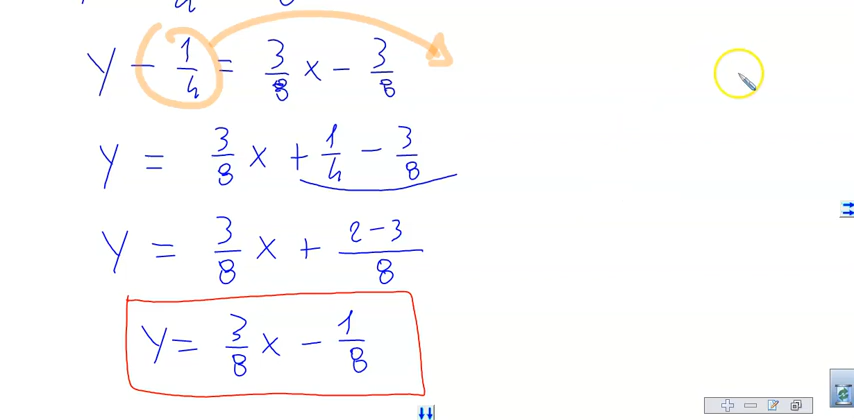 y - 1/4 = 3/8 x - 3/8
y = 3/8 x + 1/4 - 3/8
y = 3/8 x + (2-3)/8
y = 3/8 x - 1/8